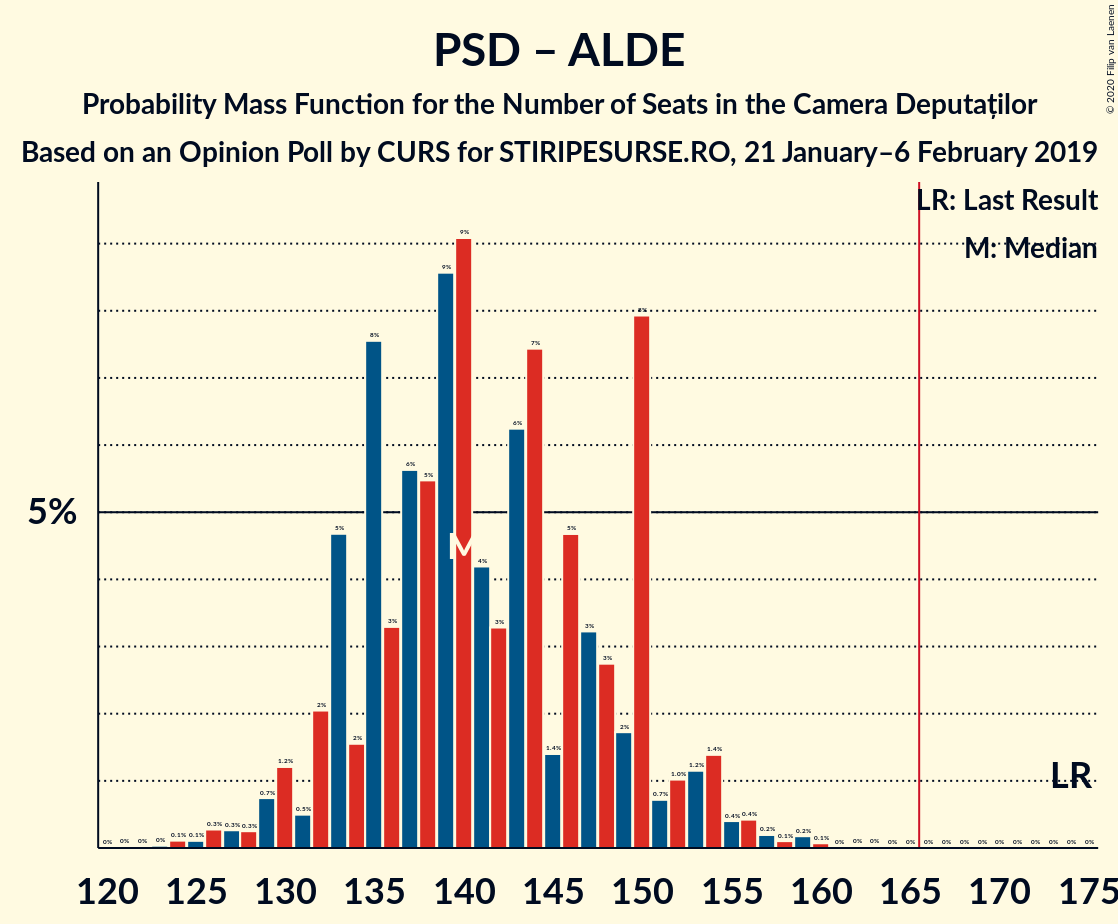 PSD – ALDE
Probability Mass Function for the Number of Seats in the Camera Deputaților
Based on an Opinion Poll by CURS for STIRIPESURSE.RO, 21 January–6 February 2019
© 2020 Filip van Laenen
LR: Last Result
M: Median
5%
0% 0% 0% 0% 0.1% 0.1% 0.3% 0.3% 0.3% 0.7% 1.2% 0.5% 2% 5% 2% 8% 3% 6% 5% 9% 9% 4% 3% 6% 7% 1.4% 5% 3% 3% 2% 8% 0.7% 1.0% 1.2% 1.4% 0.4% 0.4% 0.2% 0.1% 0.2% 0.1% 0% 0% 0% 0% 0% 0% 0% 0% 0% 0% 0% 0% 0% 0% 0%
M
LR
120 125 130 135 140 145 150 155 160 165 170 175